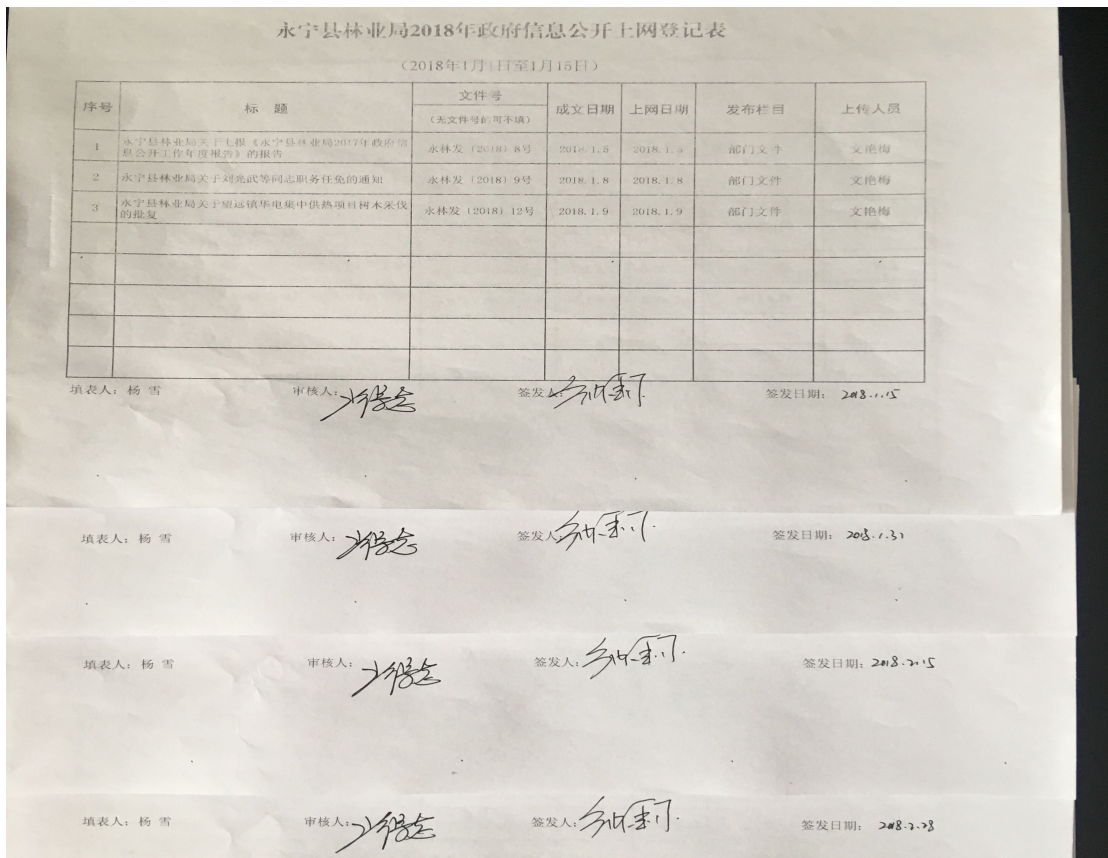 永宁县林业局2018年政府信息公开上网登记表
（2018年1月1日至1月15日）
序号 标 题 文件号 （无文件号的可不填） 成文日期 上网日期 发布栏目 上传人员
1 永宁县林业局关于上报《永宁县林业局2017年政府信息公开工作年度报告》的报告 永林发（2018）8号 2018.1.5 2018.1.5 部门文件 文艳梅
2 永宁县林业局关于刘光武等同志职务任免的通知 永林发（2018）9号 2018.1.8 2018.1.8 部门文件 文艳梅
3 永宁县林业局关于望远镇华电集中供热项目树木采伐的批复 永林发（2018）12号 2018.1.9 2018.1.9 部门文件 文艳梅
填表人：杨 雪 审核人： 签发人 签发日期： 2018.1.15
填表人：杨 雪 审核人： 签发人： 签发日期： 2018.1.31
填表人：杨 雪 审核人： 签发人： 签发日期： 2018.2.15
填表人：杨 雪 审核人： 签发人： 签发日期： 2018.2.28